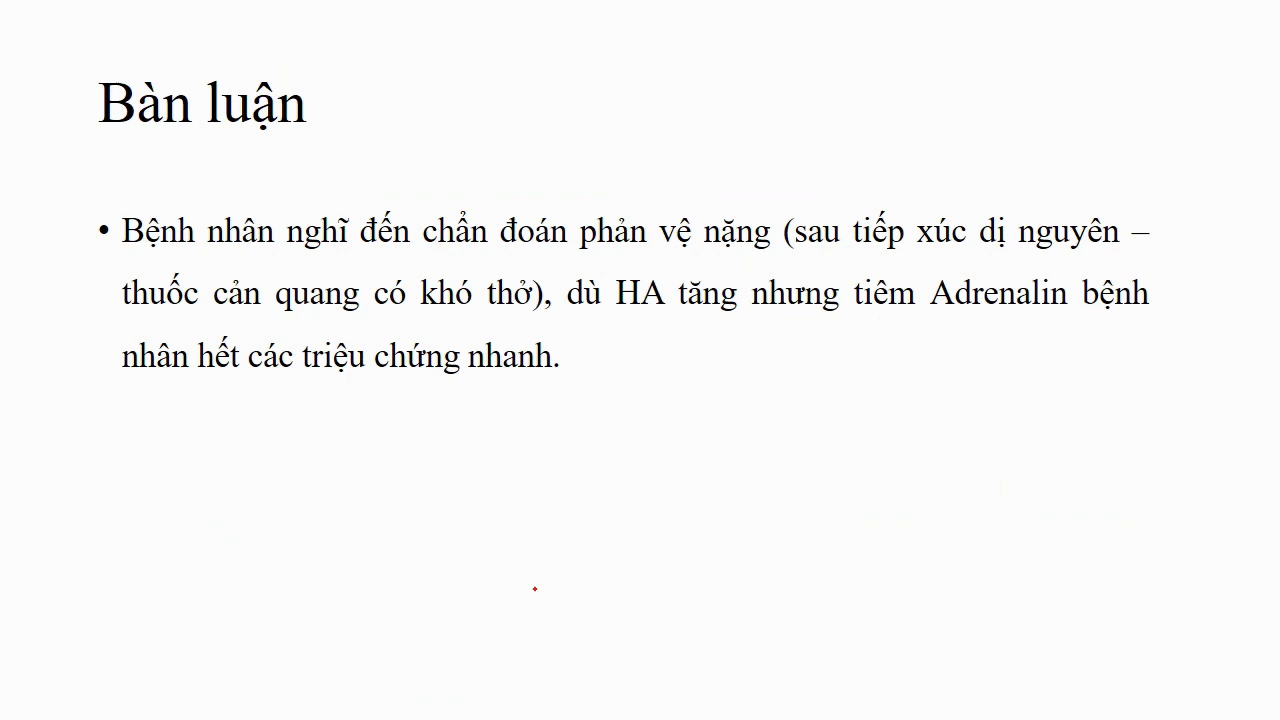 Bàn luận
• Bệnh nhân nghĩ đến chẩn đoán phản vệ nặng (sau tiếp xúc dị nguyên –
thuốc cản quang có khó thở), dù HA tăng nhưng tiêm Adrenalin bệnh
nhân hết các triệu chứng nhanh.